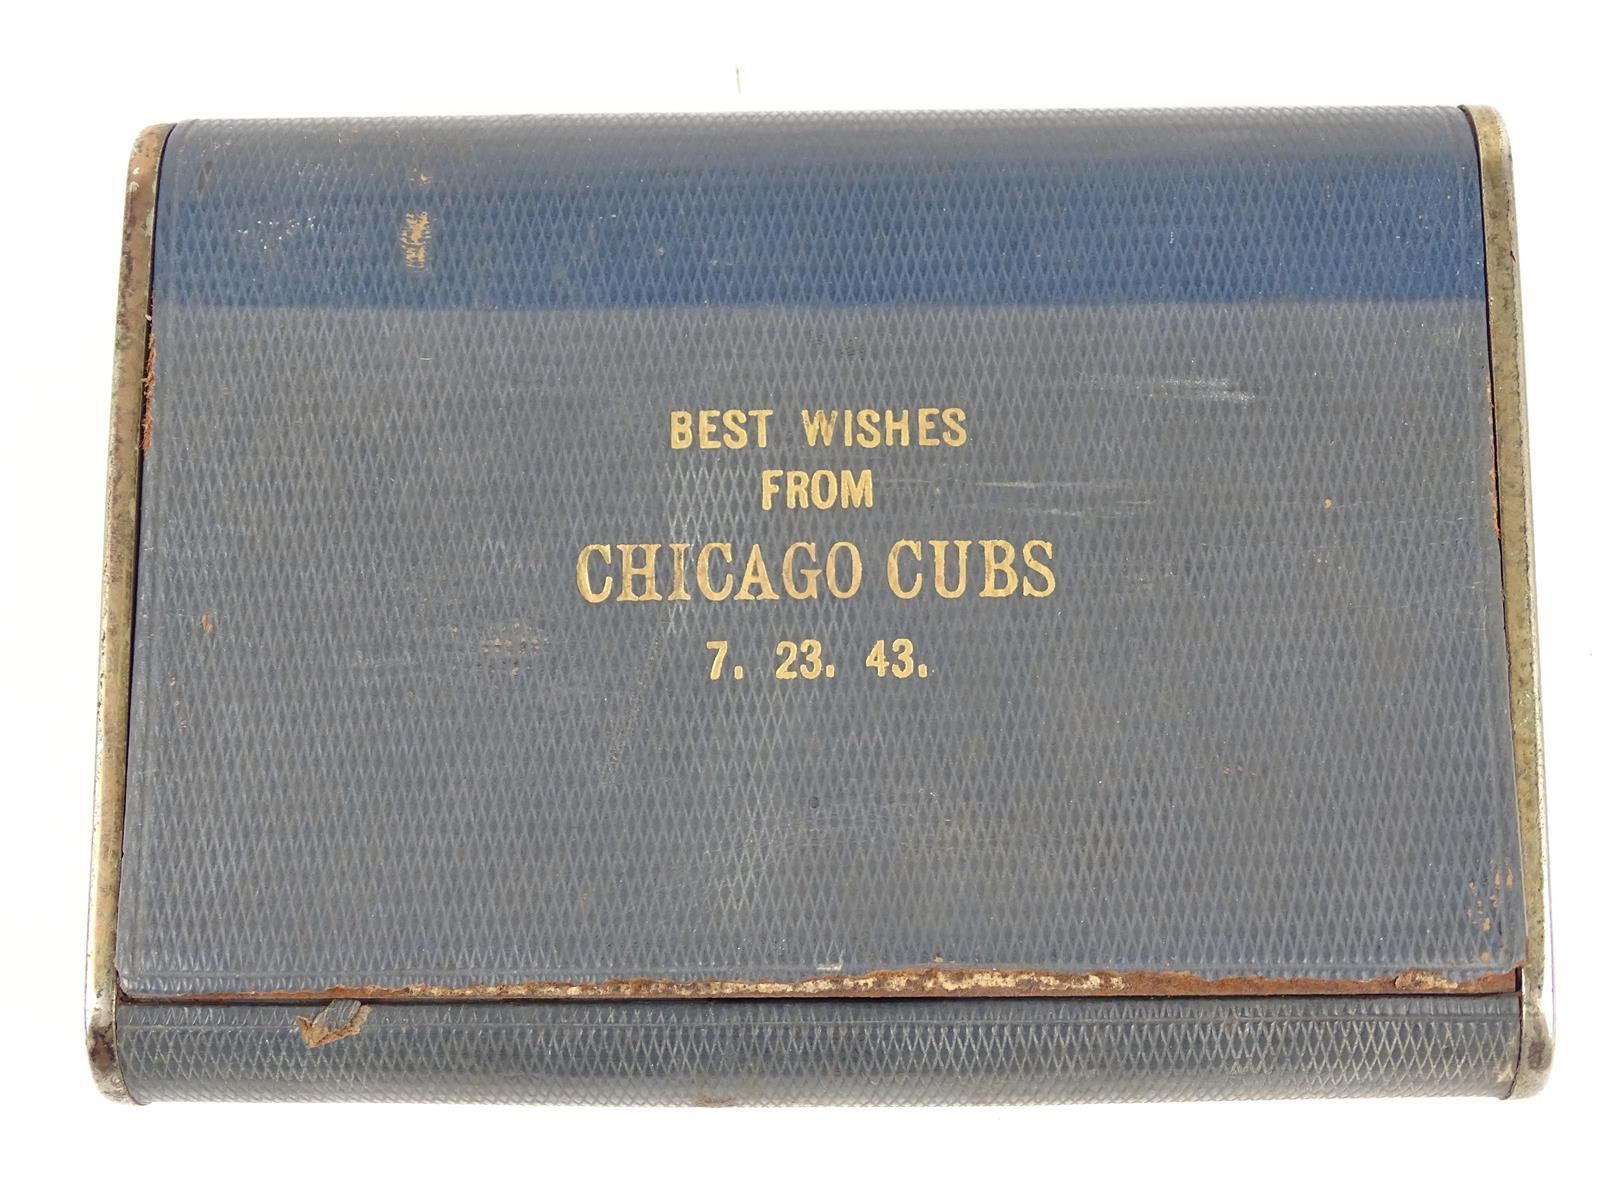 BEST WISHES
FROM
CHICAGO CUBS
7. 23. 43.